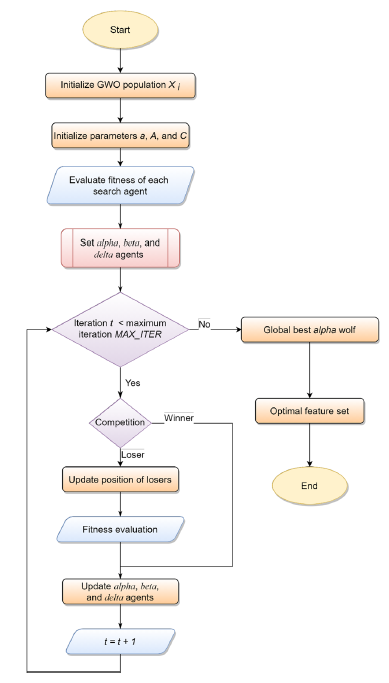 Start
Initialize GWO population X i
Initialize parameters a, A, and C
Evaluate fitness of each
search agent
Set alpha, beta, and
delta agents
Iteration t < maximum
iteration MAX_ITER
No
Global best alpha wolf
Yes
Optimal feature set
Competition
Winner
Loser
Update position of losers
End
Fitness evaluation
Update alpha, beta,
and delta agents
t = t + 1